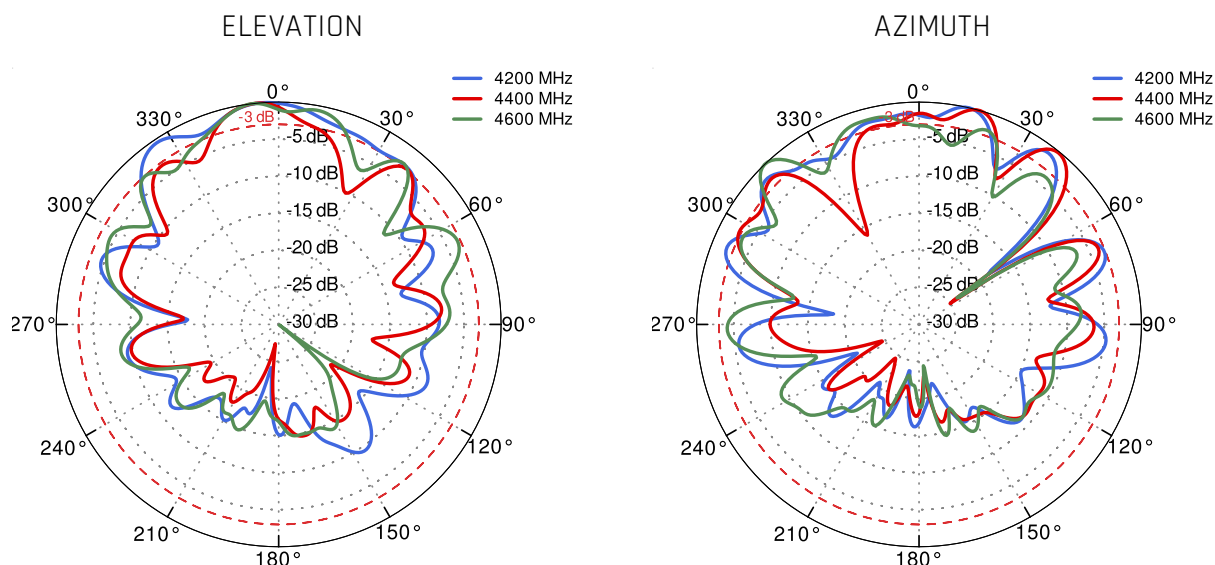 ELEVATION
4200 MHz
4400 MHz
4600 MHz
0°
30°
60°
90°
120°
150°
180°
210°
240°
270°
300°
330°
-3 dB
-5 dB
-10 dB
-15 dB
-20 dB
-25 dB
-30 dB
AZIMUTH
4200 MHz
4400 MHz
4600 MHz
0°
30°
60°
90°
120°
150°
180°
210°
240°
270°
300°
330°
-3 dB
-5 dB
-10 dB
-15 dB
-20 dB
-25 dB
-30 dB